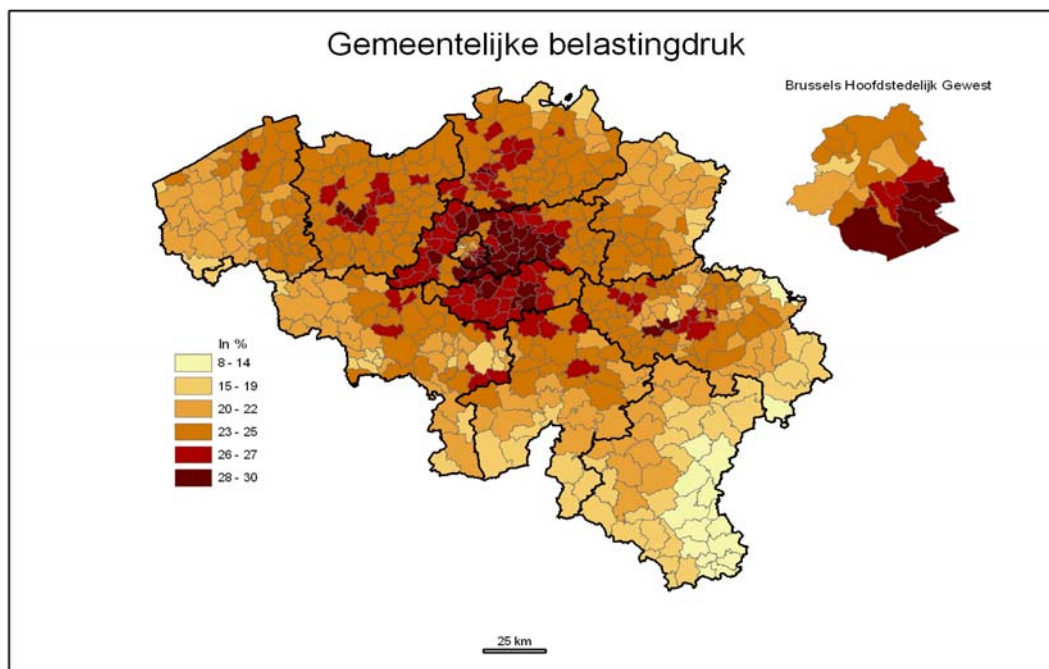 Gemeentelijke belastingdruk
Brussels Hoofdstedelijk Gewest
In %
8 - 14
15 - 19
20 - 22
23 - 25
26 - 27
28 - 30
25 km